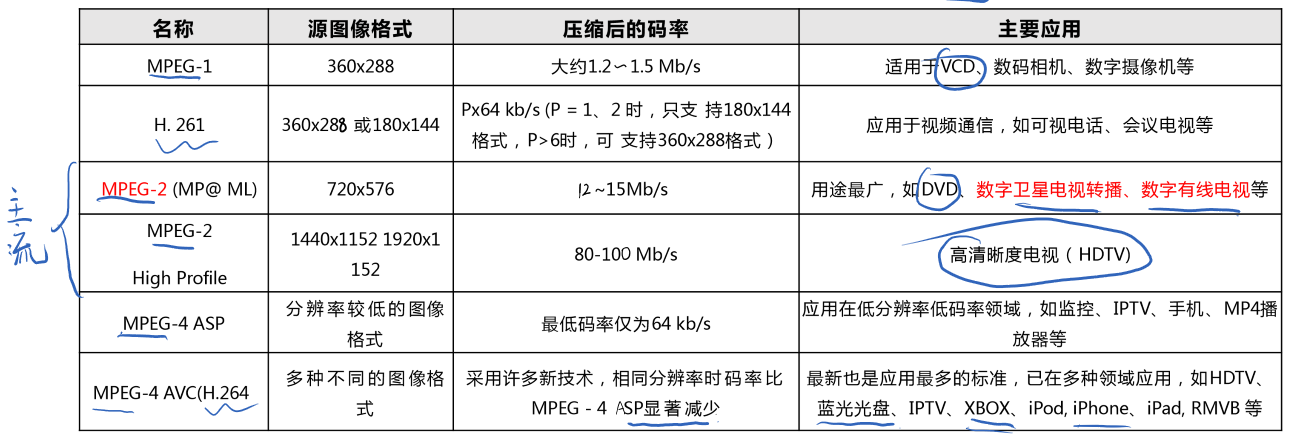 名称 源图像格式 压缩后的码率 主要应用
MPEG-1 360x288 大约1.2~1.5 Mb/s 适用于VCD、数码相机、数字摄像机等
H. 261 360x288 或180x144 Px64 kb/s (P = 1、2 时，只支 持180x144
格式，P>6时，可 支持360x288格式 ) 应用于视频通信，如可视电话、会议电视等
主流
MPEG-2 (MP@ ML) 720x576 12~15Mb/s 用途最广，如DVD、数字卫星电视转播、数字有线电视等
MPEG-2
High Profile 1440x1152 1920x1
152 80-100 Mb/s 高清晰度电视（ HDTV)
MPEG-4 ASP 分辨率较低的图像
格式 最低码率仅为64 kb/s 应用在低分辨率低码率领域，如监控、IPTV、手机、MP4播
放器等
MPEG-4 AVC(H.264 多种不同的图像格
式 采用许多新技术，相同分辨率时码率比
MPEG - 4 ASP显著减少 最新也是应用最多的标准，已在多种领域应用，如HDTV、
蓝光光盘、IPTV、XBOX、iPod, iPhone、iPad, RMVB 等